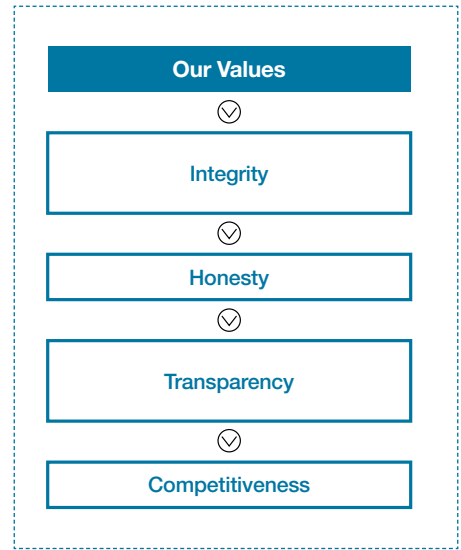 Our Values
Integrity
Honesty
Transparency
Competitiveness